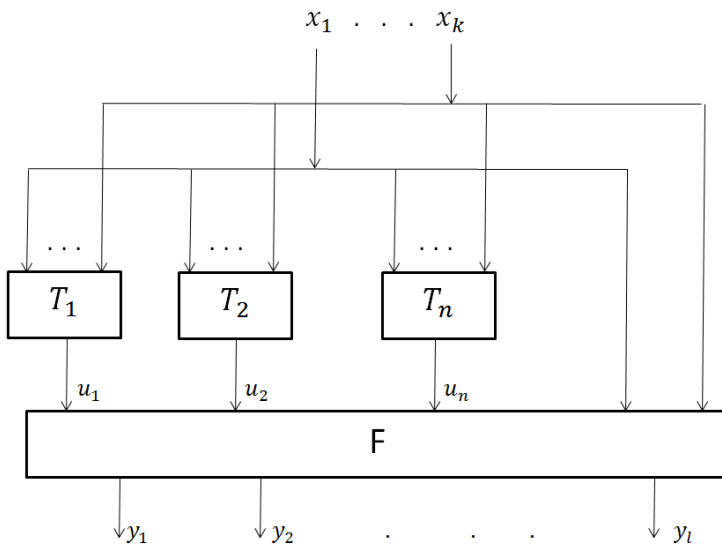 x₁ . . . xₖ
. . . . . . . . .
T₁ T₂ Tₙ
u₁ u₂ uₙ
F
y₁ y₂ . . . yₗ